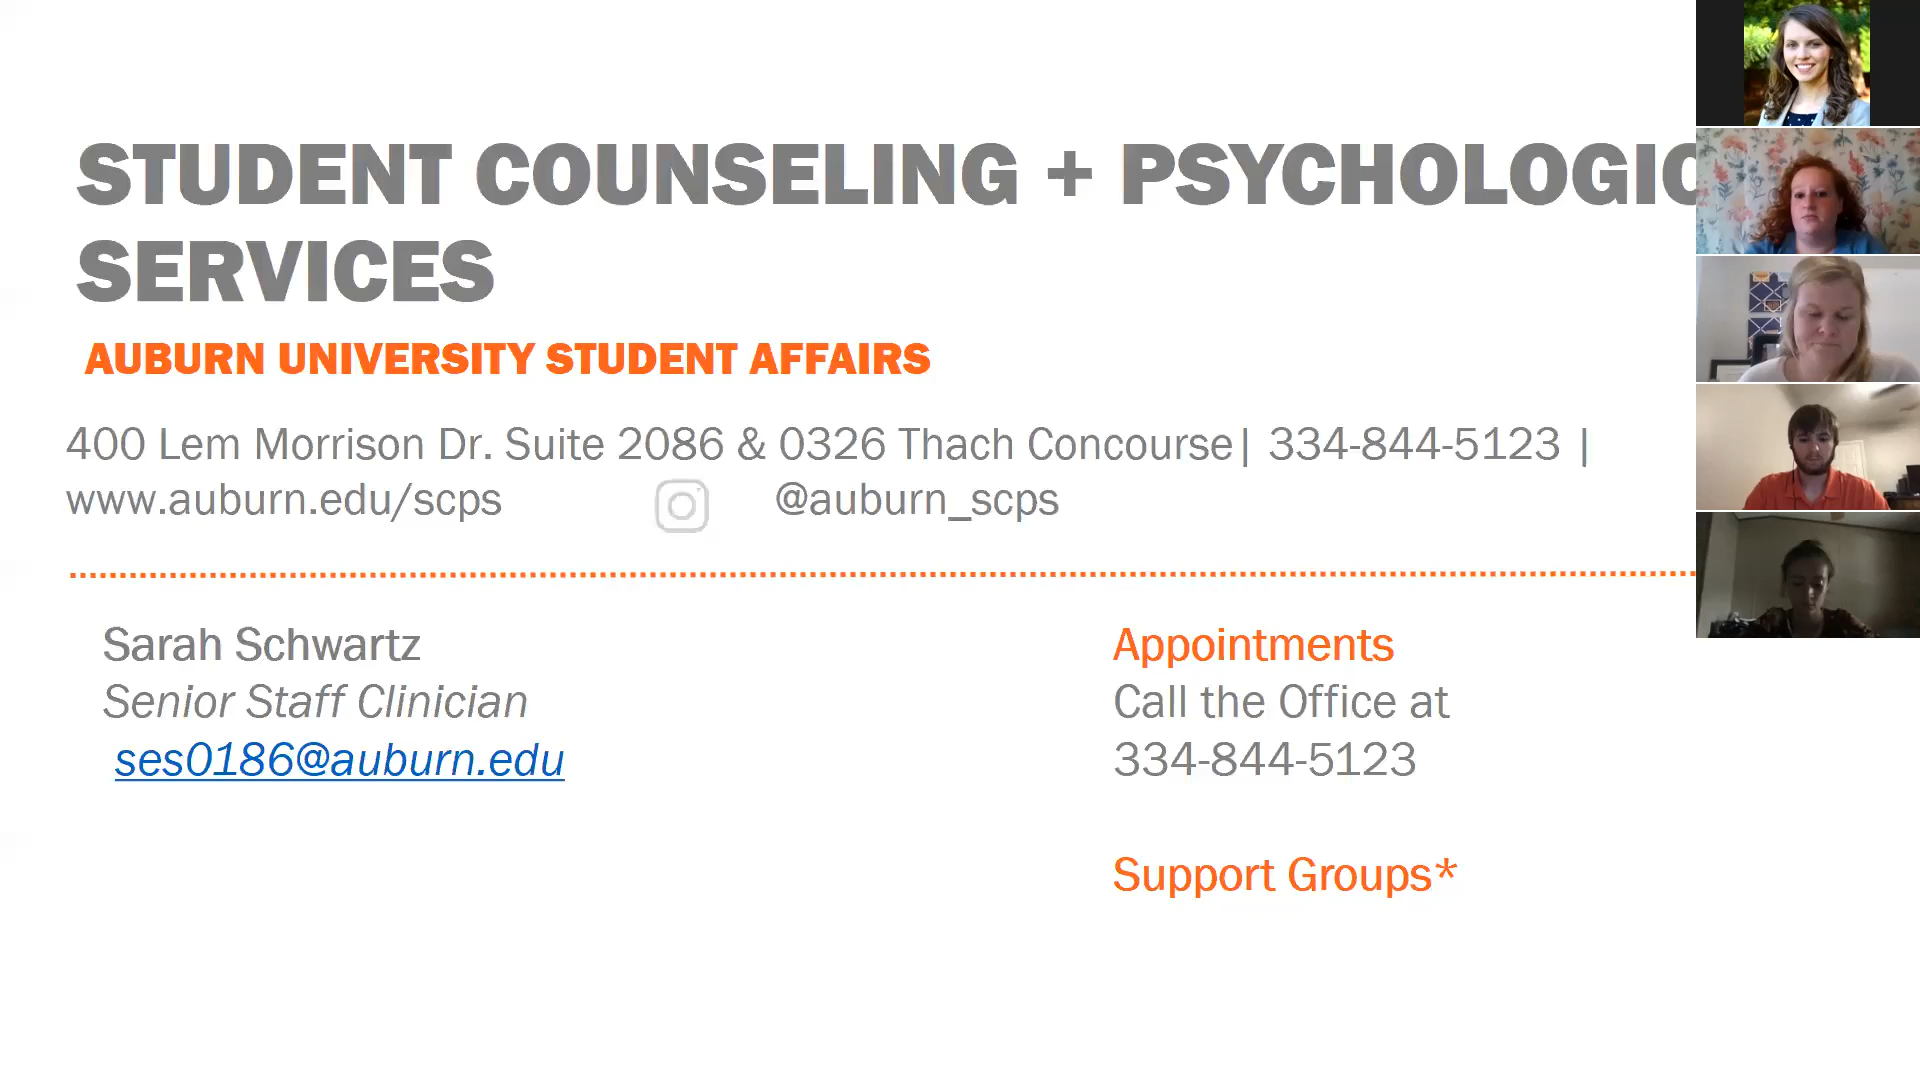 STUDENT COUNSELING + PSYCHOLOGIC
SERVICES
AUBURN UNIVERSITY STUDENT AFFAIRS
400 Lem Morrison Dr. Suite 2086 & 0326 Thach Concourse| 334-844-5123 |
www.auburn.edu/scps @auburn_scps
Sarah Schwartz
Senior Staff Clinician
ses0186@auburn.edu
Appointments
Call the Office at
334-844-5123
Support Groups*